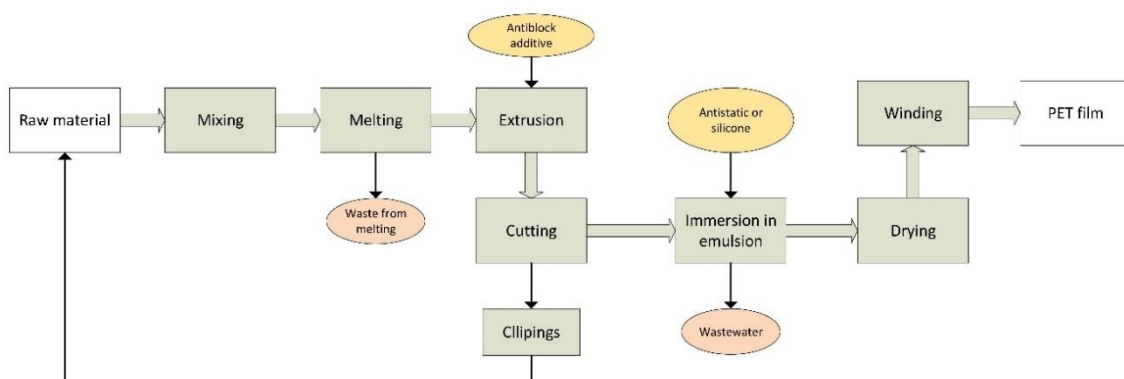 Antiblock
additive
Raw material
Mixing
Melting
Extrusion
Antistatic or
silicone
Winding
PET film
Waste from
melting
Cutting
Immersion in
emulsion
Drying
Cllipings
Wastewater